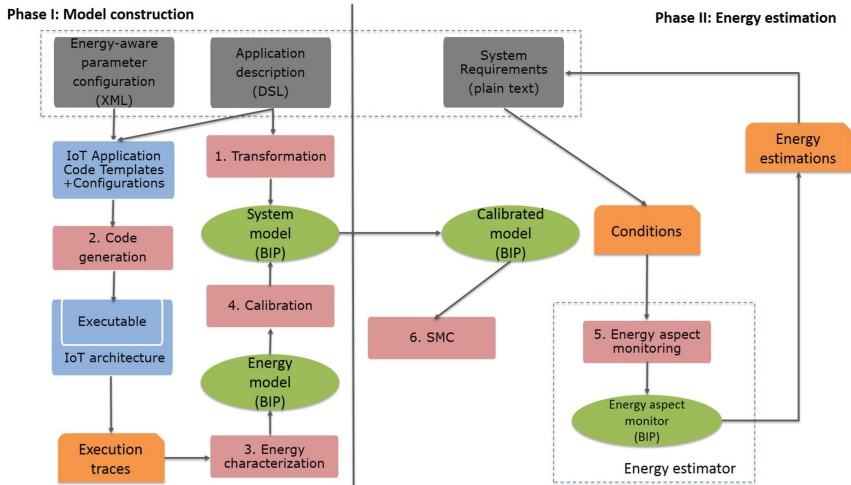 Phase I: Model construction
Phase II: Energy estimation
Energy-aware
parameter
configuration
(XML)
Application
description
(DSL)
System
Requirements
(plain text)
IoT Application
Code Templates
+Configurations
1. Transformation
Energy
estimations
2. Code
generation
System
model
(BIP)
Calibrated
model
(BIP)
Conditions
Executable
IoT architecture
4. Calibration
6. SMC
5. Energy aspect
monitoring
Energy
model
(BIP)
Energy aspect
monitor
(BIP)
Execution
traces
3. Energy
characterization
Energy estimator